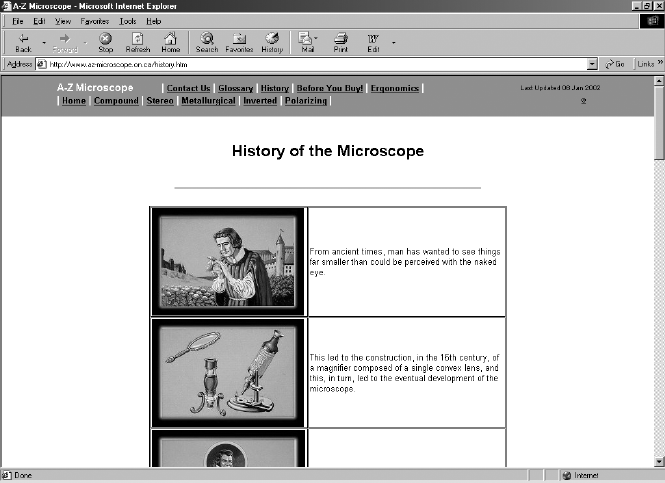 A-Z Microscope - Microsoft Internet Explorer
File Edit View Favorites Tools Help
Back Forward Stop Refresh Home Search Favorites History Mail Print Edit
Address http://www.az-microscope.on.ca/history.htm Go Links »
A-Z Microscope | Contact Us | Glossary | History | Before You Buy! | Ergonomics | Last Updated 06 Jan 2002
| Home | Compound | Stereo | Metallurgical | Inverted | Polarizing |
History of the Microscope
From ancient times, man has wanted to see things
far smaller than could be perceived with the naked
eye.
This led to the construction, in the 16th century, of
a magnifier composed of a single convex lens, and
this, in turn, led to the eventual development of the
microscope.
Done Internet